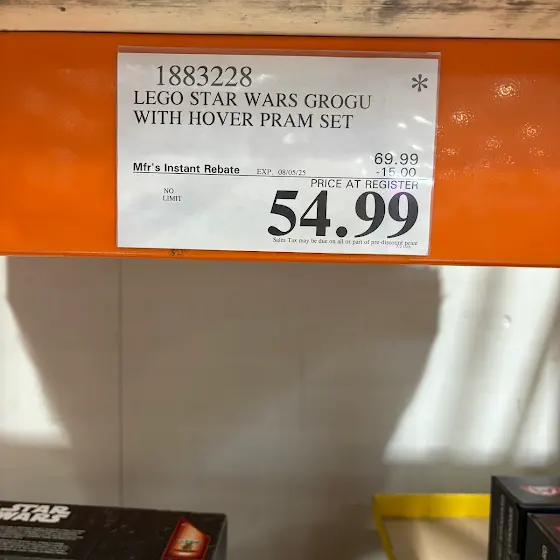 1883228
*
LEGO STAR WARS GROGU
WITH HOVER PRAM SET
69.99
Mfr's Instant Rebate EXP. 08/05/25 -15.00
PRICE AT REGISTER
NO
LIMIT
54.99
Sales Tax may be due on all or part of pre-discount price
STAR
WARS